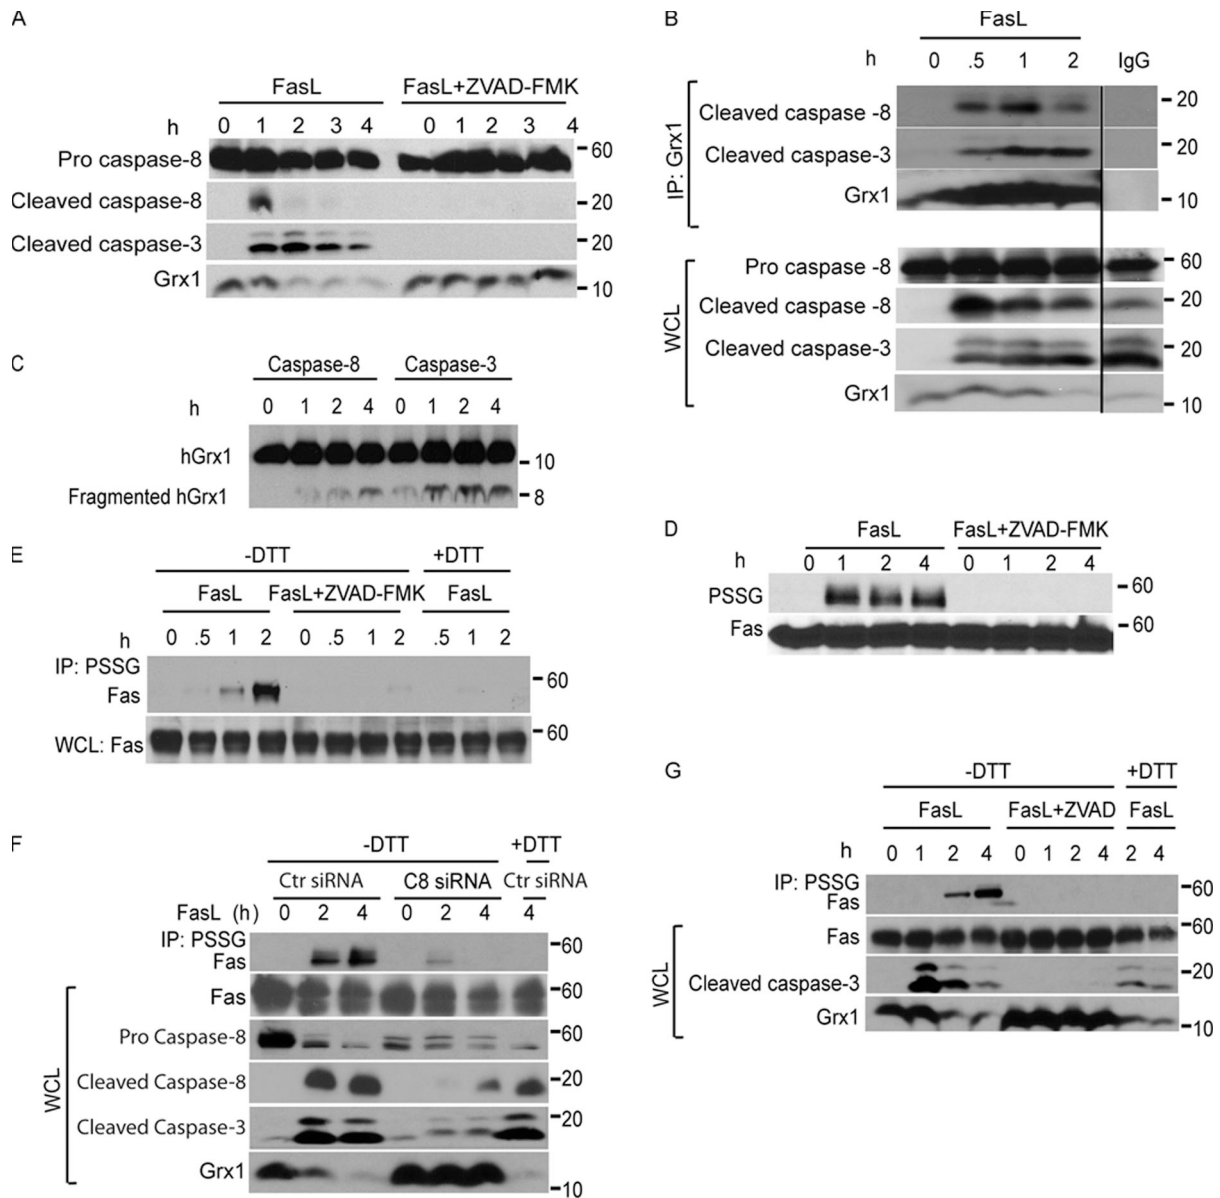 A
FasL FasL+ZVAD-FMK
h 0 1 2 3 4 0 1 2 3 4
Pro caspase-8 60
Cleaved caspase-8 20
Cleaved caspase-3 20
Grx1 10
B
FasL
h 0 .5 1 2 IgG
IP: Grx1
Cleaved caspase -8 20
Cleaved caspase-3 20
Grx1 10
WCL
Pro caspase -8 60
Cleaved caspase -8 20
Cleaved caspase-3 20
Grx1 10
C
Caspase-8 Caspase-3
h 0 1 2 4 0 1 2 4
hGrx1 10
Fragmented hGrx1 8
D
FasL FasL+ZVAD-FMK
h 0 1 2 4 0 1 2 4
PSSG 60
Fas 60
E
-DTT +DTT
FasL FasL+ZVAD-FMK FasL
h 0 .5 1 2 0 .5 1 2 .5 1 2
IP: PSSG
Fas 60
WCL: Fas 60
F
-DTT +DTT
Ctr siRNA C8 siRNA Ctr siRNA
FasL (h) 0 2 4 0 2 4 4
IP: PSSG
Fas 60
WCL
Fas 60
Pro Caspase-8 60
Cleaved Caspase-8 20
Cleaved Caspase-3 20
Grx1 10
G
-DTT +DTT
FasL FasL+ZVAD FasL
h 0 1 2 4 0 1 2 4 2 4
IP: PSSG
Fas 60
WCL
Fas 60
Cleaved caspase-3 20
Grx1 10